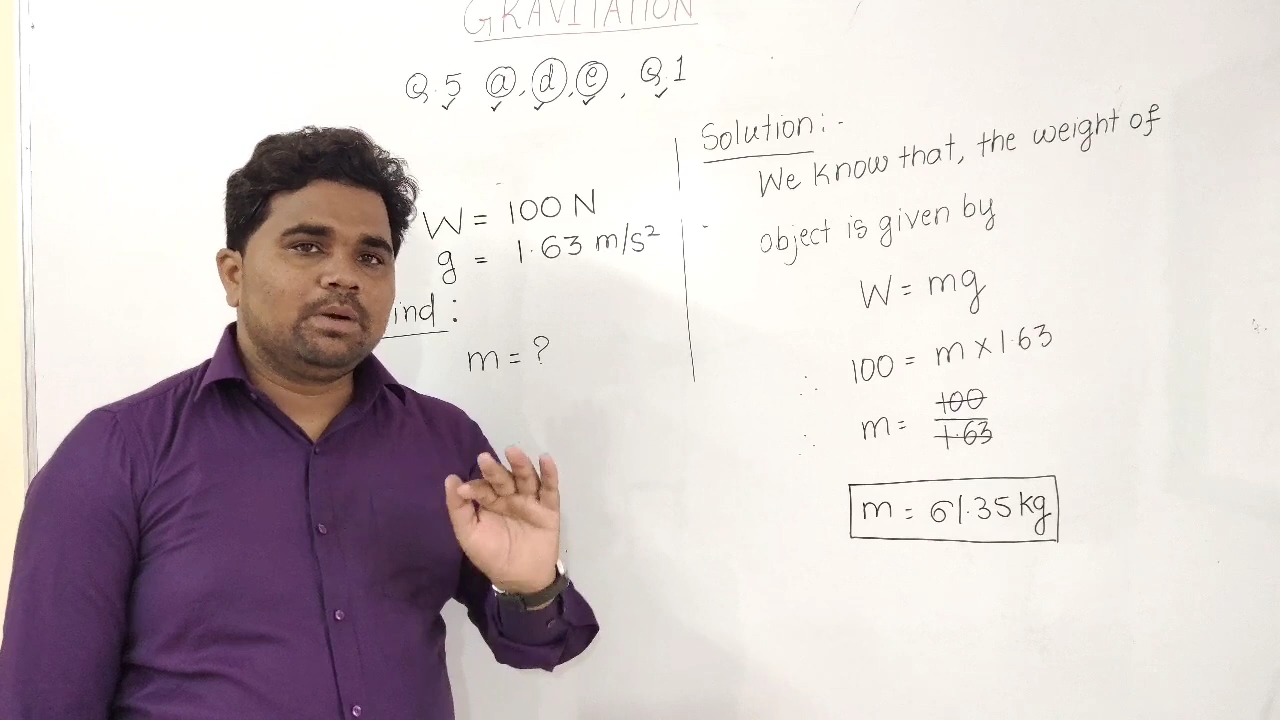 GRAVITATION
Q.5 ⓐ, ⓓ, ⓔ, Q.1
W = 100 N
g = 1.63 m/s²
ind :
m = ?
Solution:-
We know that, the weight of
object is given by
W = mg
∴ 100 = m × 1.63
∴ m = 100/1.63
m = 61.35 kg